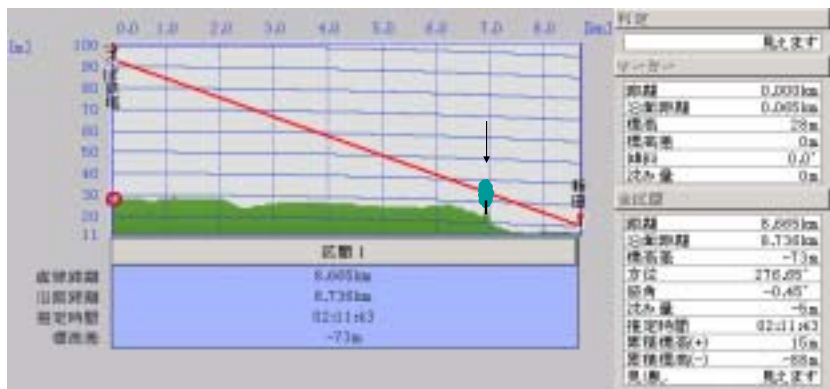 0.0 1.0 2.0 3.0 4.0 5.0 6.0 7.0 8.0 [km]
[m]
100
90
80
70
60
50
40
30
20
11
区間 1
直線距離 8.665km
沿面距離 8.736km
推定時間 02:11:43
標高差 -73m
判定
見えます
マーカー
距離 0.000km
沿面距離 0.065km
標高 28m
標高差 0m
傾斜 0.0°
沈み量 0m
全区間
距離 8.665km
沿面距離 8.736km
標高差 -73m
方位 276.65°
仰角 -0.45°
沈み量 -5m
推定時間 02:11:43
累積標高(+) 15m
累積標高(-) -88m
見通し 見えます